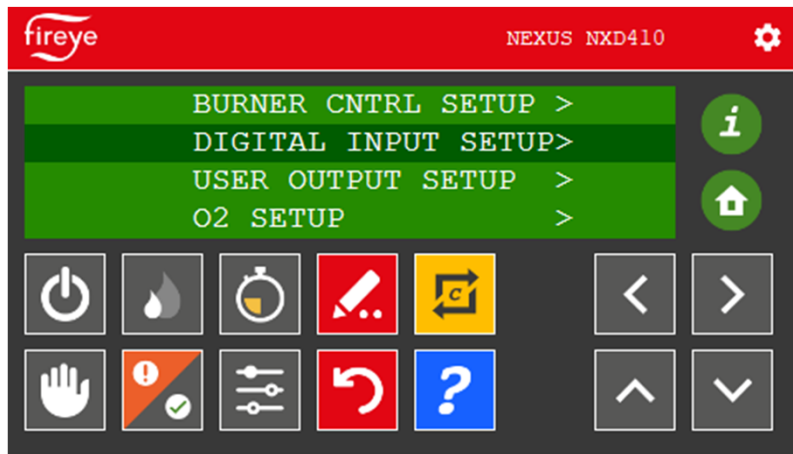 fireye
NEXUS NXD410
BURNER CNTRL SETUP >
DIGITAL INPUT SETUP>
USER OUTPUT SETUP >
O2 SETUP >
i
C
?